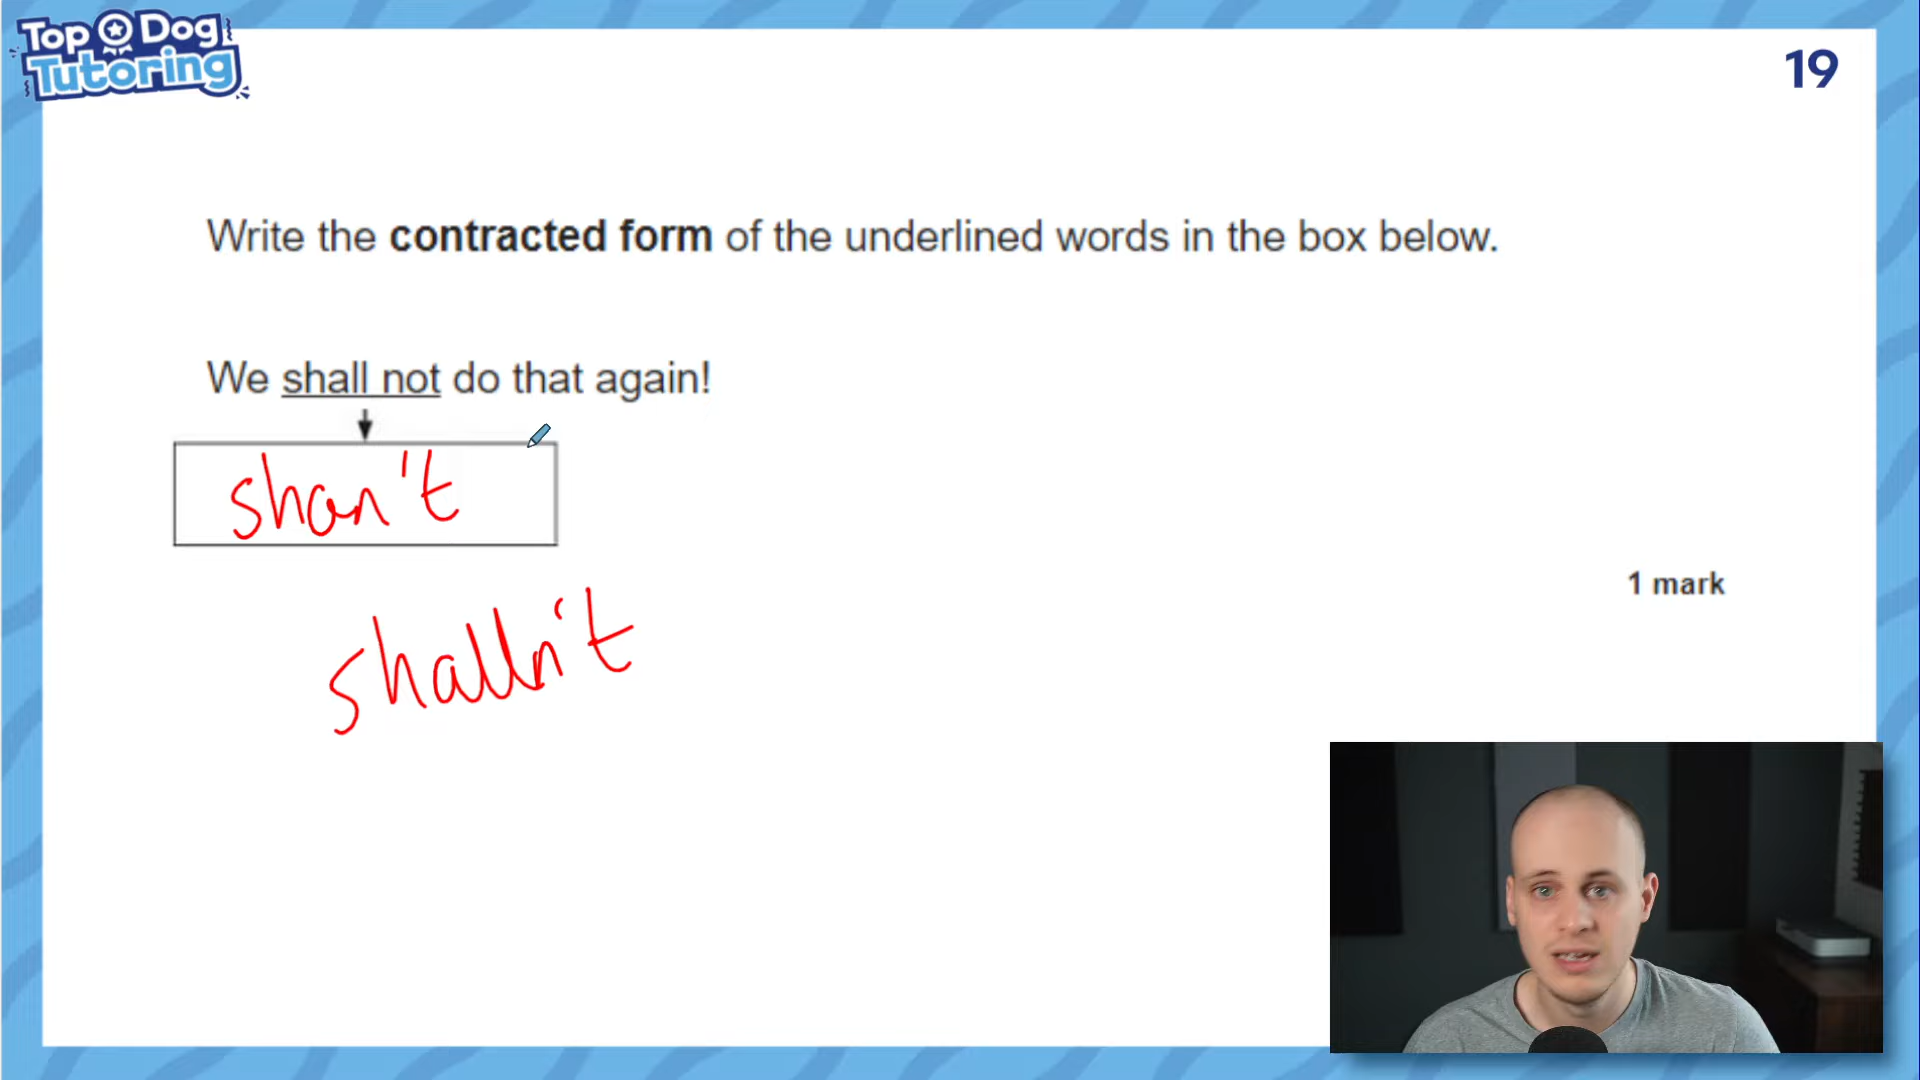 Top Dog
Tutoring
19
Write the contracted form of the underlined words in the box below.
We shall not do that again!
shan't
1 mark
shalln't